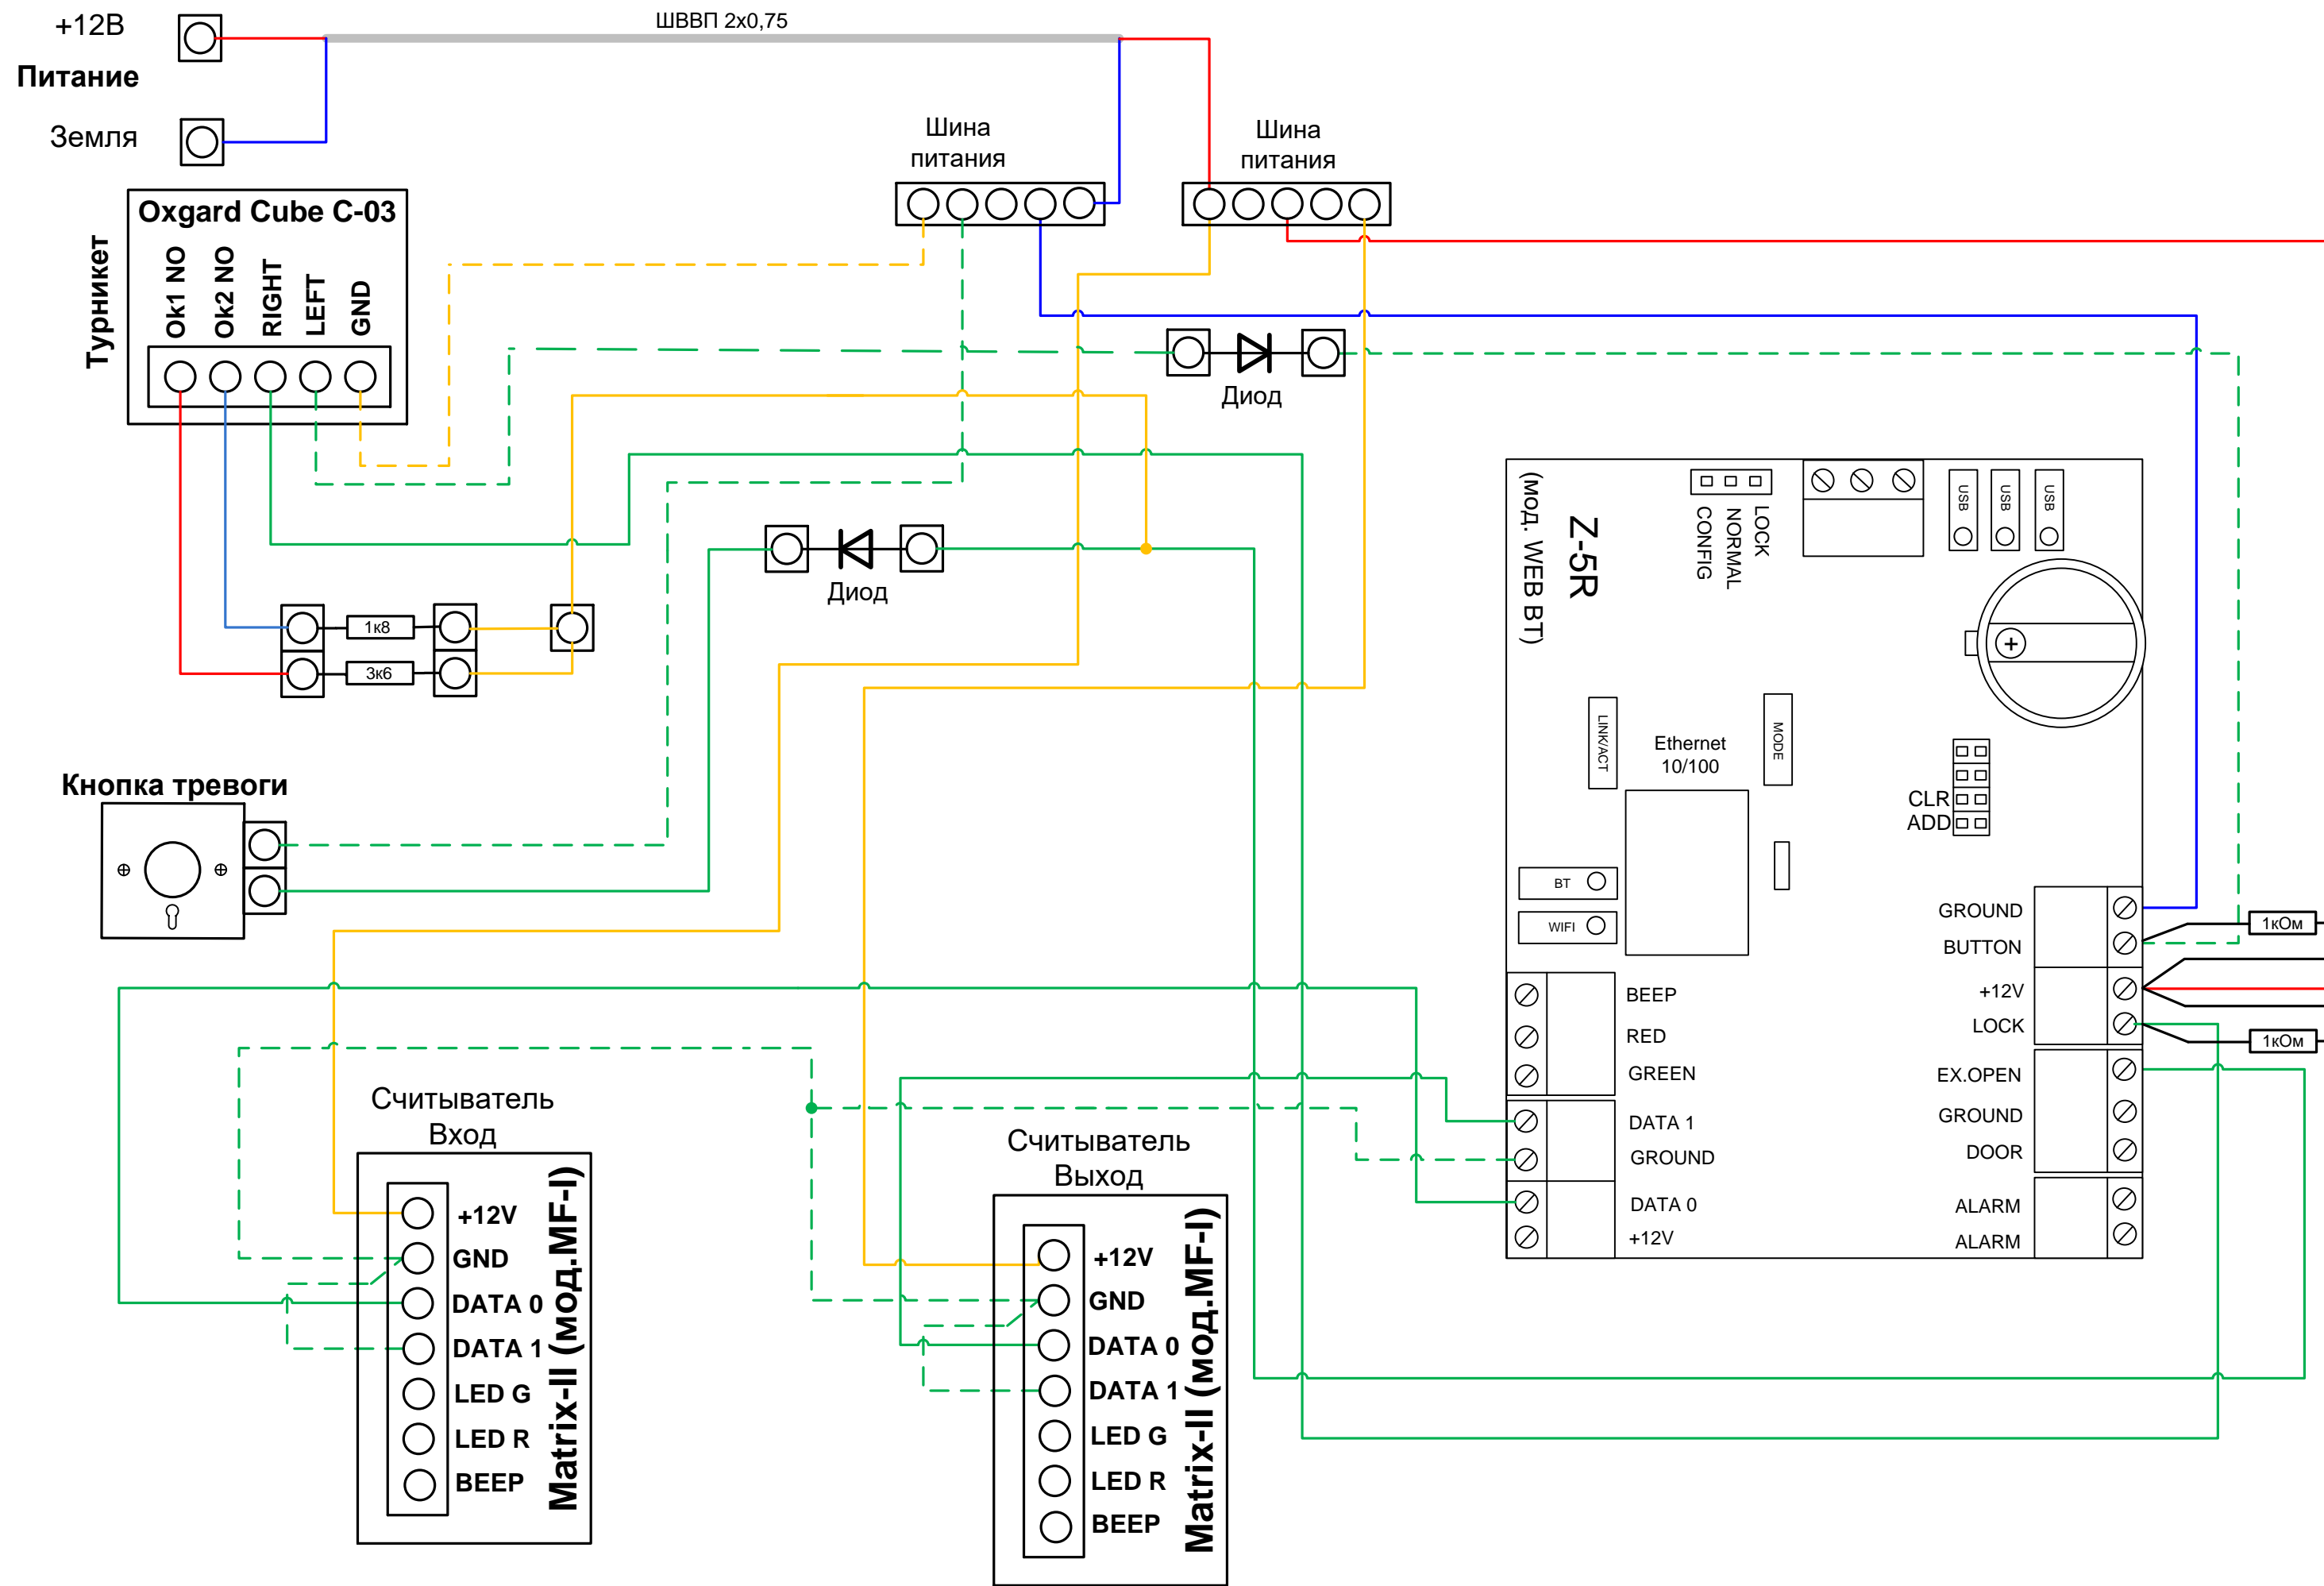 +12В
Питание
Земля
ШВВП 2x0,75
Шина
питания
Шина
питания
Турникет
Oxgard Cube C-03
Ok1 NO
Ok2 NO
RIGHT
LEFT
GND
Диод
Диод
1к8
3к6
Кнопка тревоги
Z-5R
(мод. WEB BT)
CONFIG
NORMAL
LOCK
USB
USB
USB
LINK/ACT
Ethernet
10/100
MODE
CLR
ADD
BT
WIFI
BEEP
RED
GREEN
DATA 1
GROUND
DATA 0
+12V
GROUND
BUTTON
+12V
LOCK
EX.OPEN
GROUND
DOOR
ALARM
ALARM
1кОм
1кОм
Считыватель
Вход
+12V
GND
DATA 0
DATA 1
LED G
LED R
BEEP
Matrix-II (мод.MF-I)
Считыватель
Выход
+12V
GND
DATA 0
DATA 1
LED G
LED R
BEEP
Matrix-II (мод.MF-I)